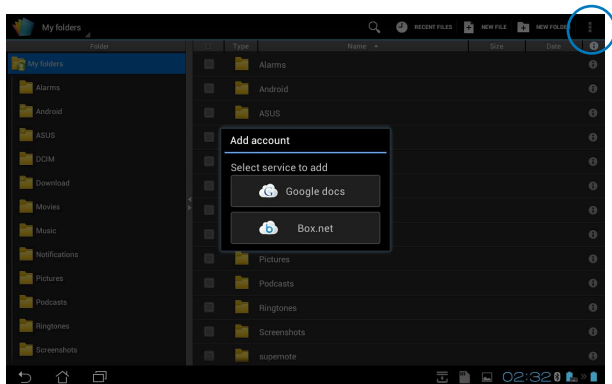 My folders
RECENT FILES
NEW FILE
NEW FOLDER
Folder
Type
Name
Size
Date
My folders
Alarms
Android
ASUS
DCIM
Download
Movies
Music
Notifications
Pictures
Podcasts
Ringtones
Screenshots
Alarms
Android
ASUS
Add account
Select service to add
G Google docs
b Box.net
Pictures
Podcasts
Ringtones
Screenshots
supernote
02:32